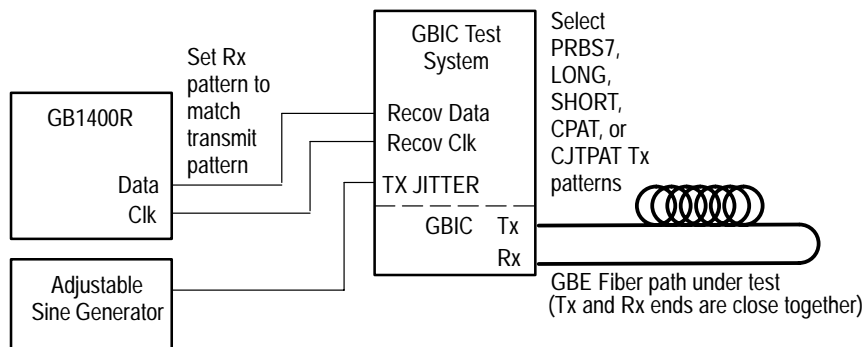 GB1400R
Data
Clk
Set Rx
pattern to
match
transmit
pattern
Adjustable
Sine Generator
GBIC Test
System
Recov Data
Recov Clk
TX JITTER
GBIC Tx
Rx
Select
PRBS7,
LONG,
SHORT,
CPAT, or
CJTPAT Tx
patterns
GBE Fiber path under test
(Tx and Rx ends are close together)